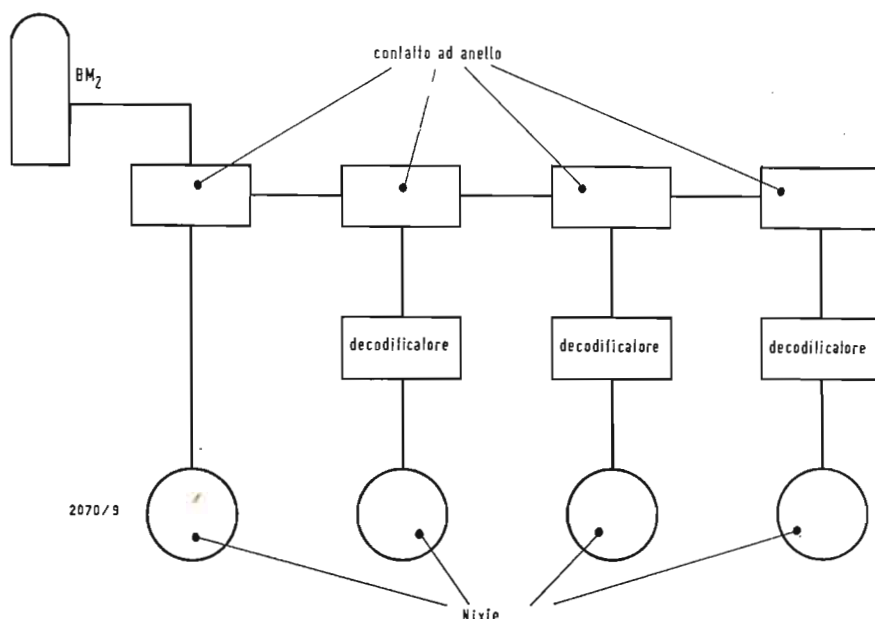 BM2
contatto ad anello
decodificatore
decodificatore
decodificatore
2070/9
Nixie